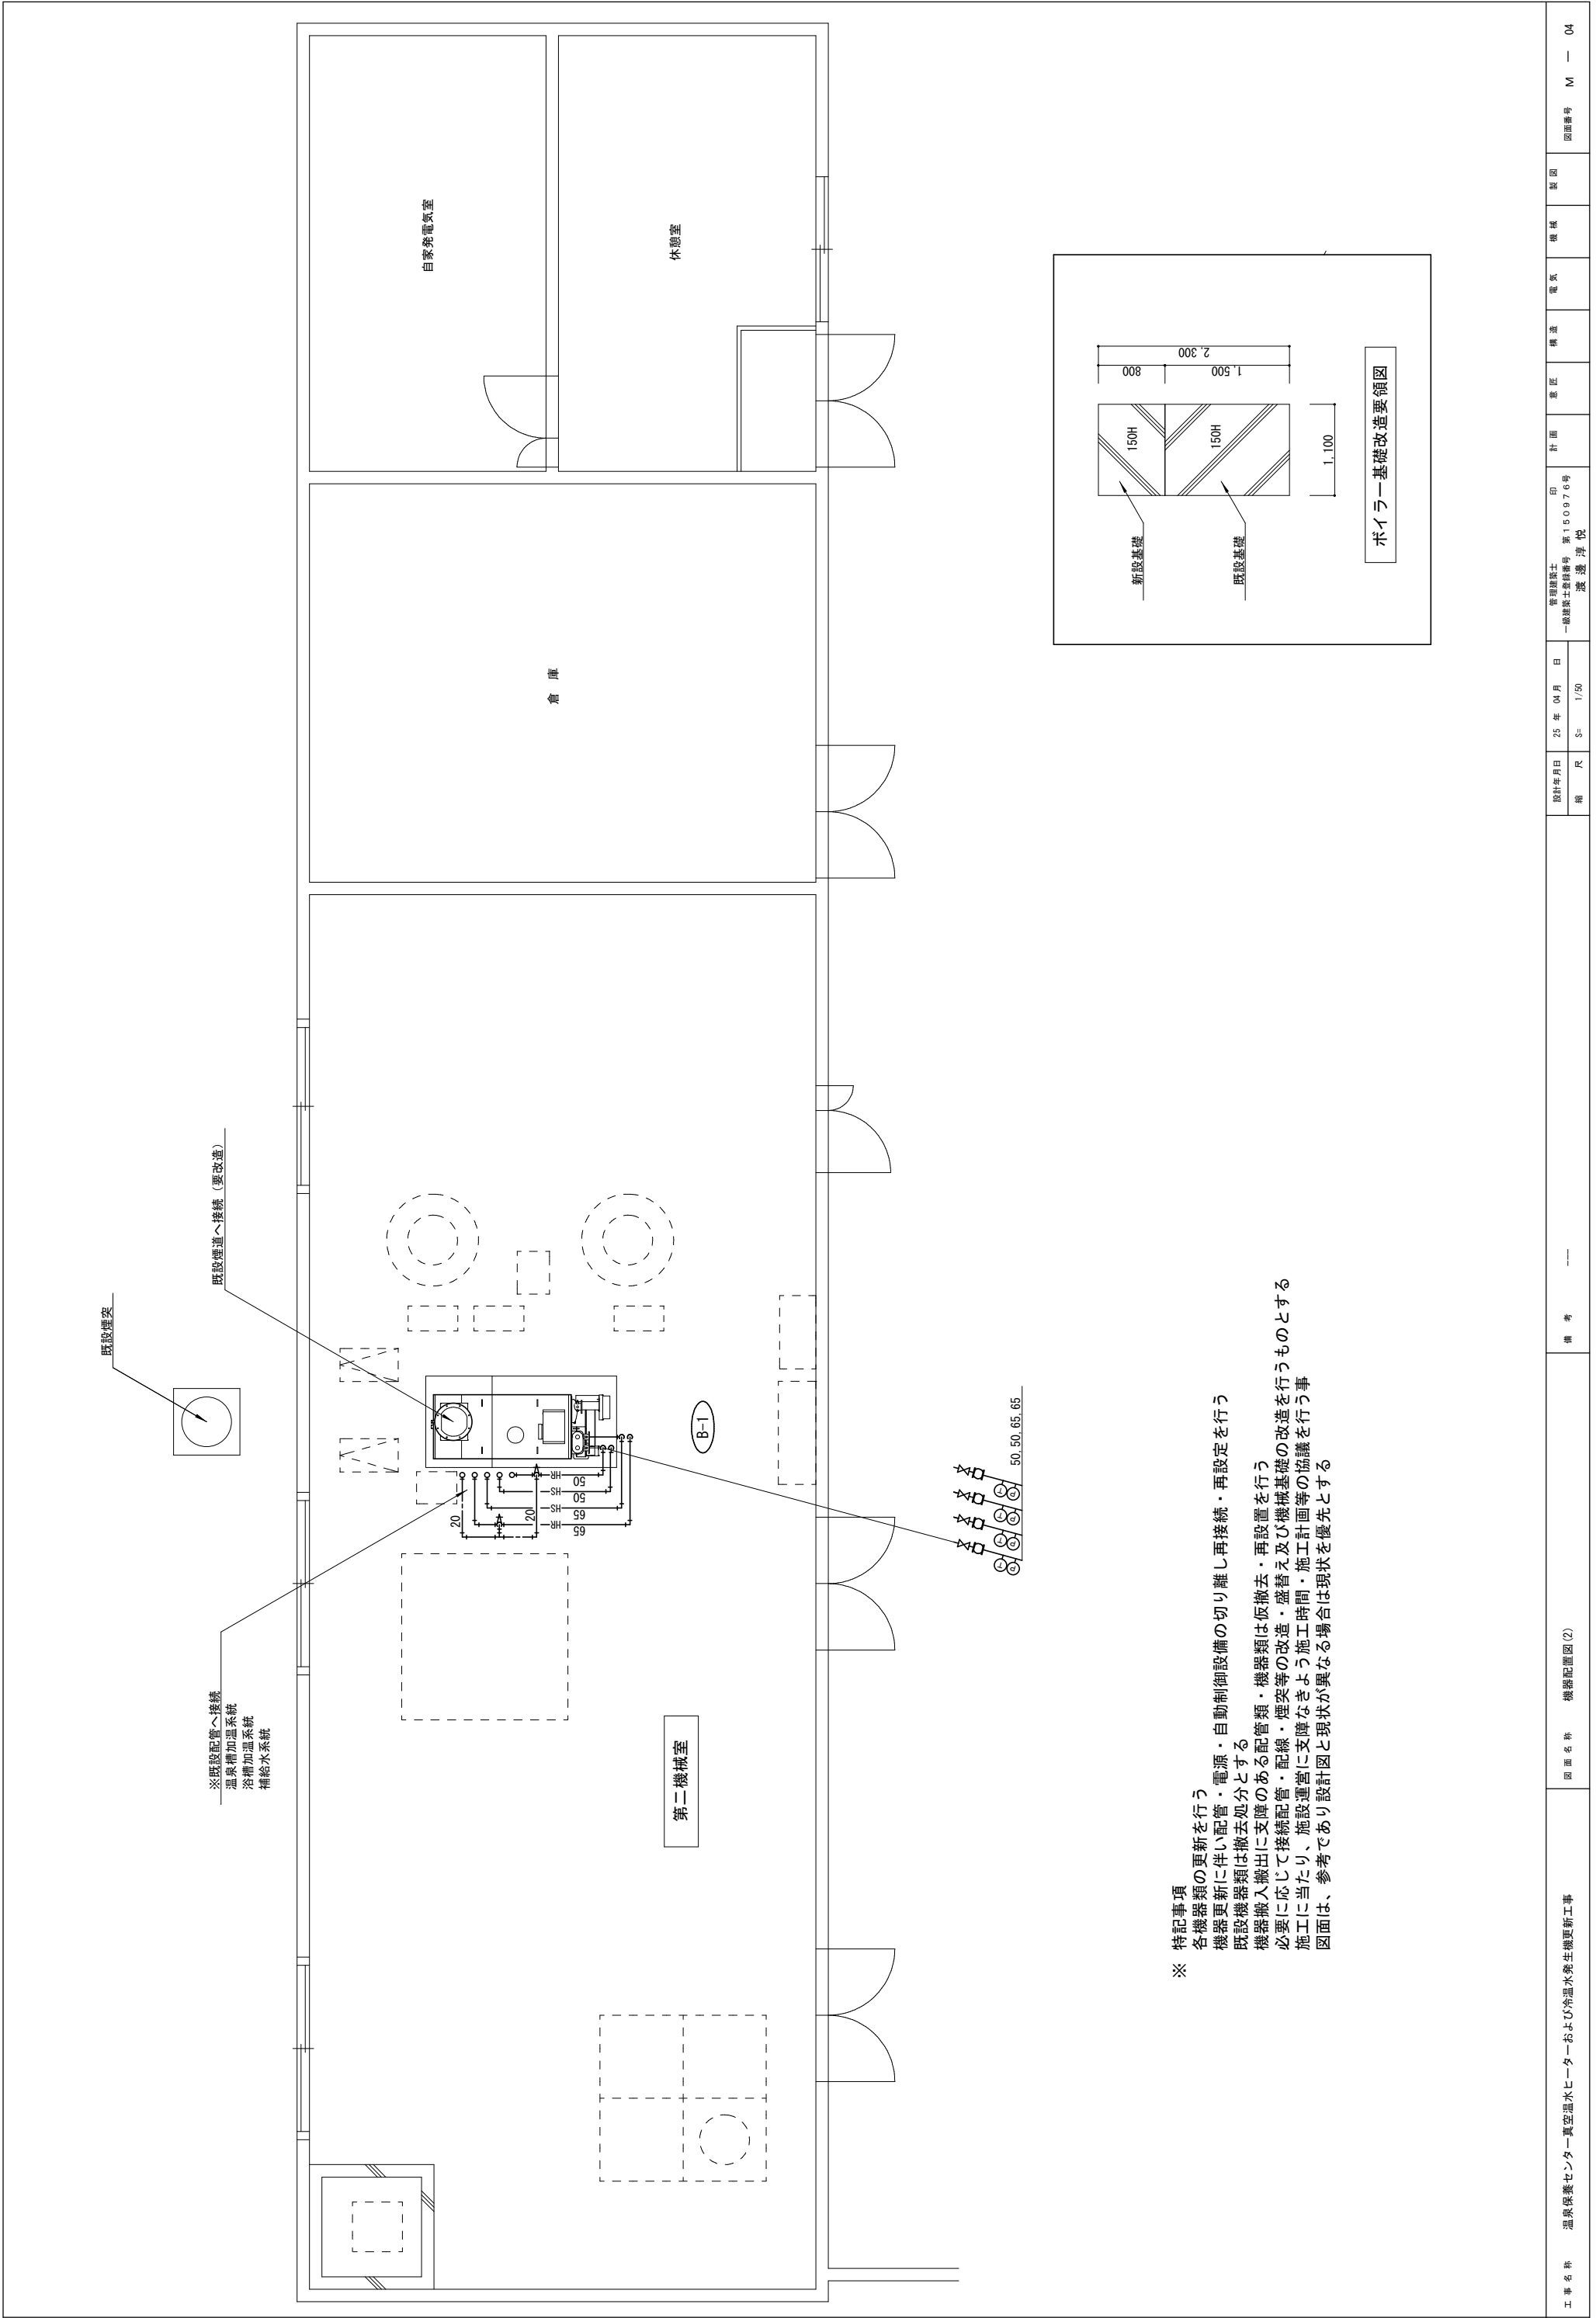 既設煙突
既設煙道へ接続（要改造）
※既設配管へ接続
温泉槽加温系統
浴槽加温系統
補給水系統
自家発電気室
休憩室
倉 庫
第二機械室
B-1
20
20
HR
50
HS
50
HS
65
HR
65
50,50,65,65
T
P
T
P
T
P
T
P
新設基礎
既設基礎
150H
150H
800
1,500
2,300
1,100
ボイラー基礎改造要領図
※ 特記事項
各機器類の更新を行う
機器更新に伴い配管・電源・自動制御設備の切り離し再接続・再設定を行う
既設機器類は撤去処分とする
機器搬入搬出に支障のある配管類・機器類は仮撤去・再設置を行う
必要に応じて接続配管・配線・煙突等の改造・盛替え及び機械基礎の改造を行うものとする
施工に当たり、施設運営に支障なきよう施工時間・施工計画等の協議を行う事
図面は、参考であり設計図と現状が異なる場合は現状を優先とする
工 事 名 称 温泉保養センター真空温水ヒーターおよび冷温水発生機更新工事
図 面 名 称 機器配置図(2)
備 考 ---
設計年月日 25 年 04 月 日
縮 尺 S= 1/50
管理建築士 印
一級建築士登録番号 第１５０９７６号
渡 邊 淳 悦
計 画
意 匠
構 造
電 気
機 械
製 図
図面番号 M － 04